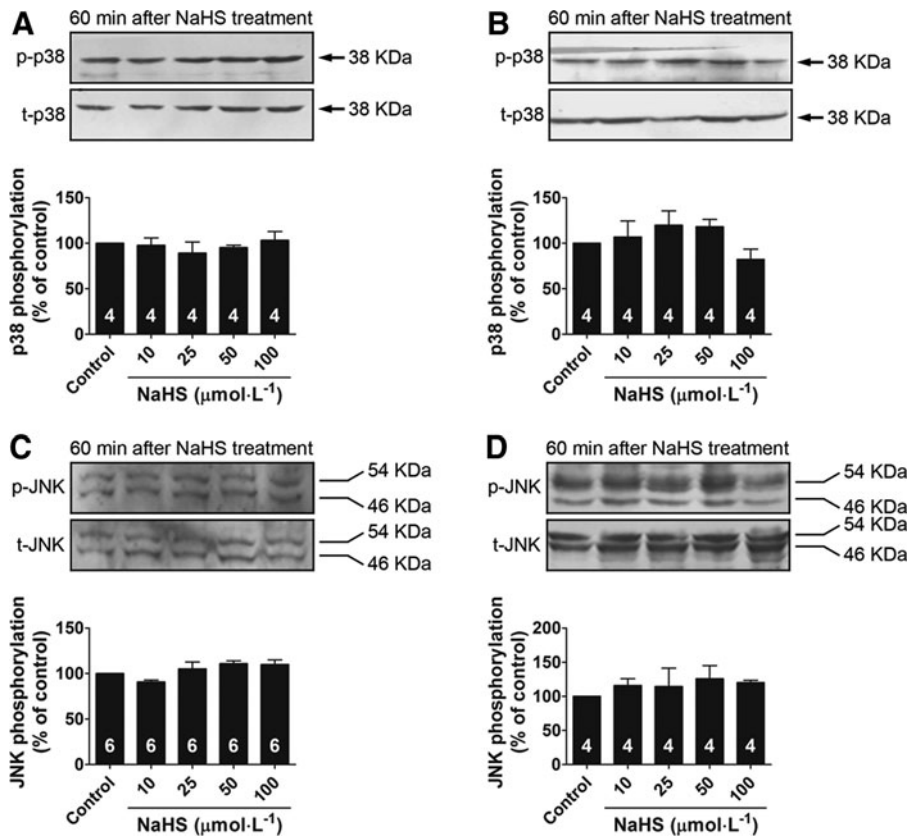 A
60 min after NaHS treatment
p-p38
38 KDa
t-p38
38 KDa
p38 phosphorylation
(% of control)
150
100
50
0
4 4 4 4 4
Control 10 25 50 100
NaHS (μmol·L⁻¹)
B
60 min after NaHS treatment
p-p38
38 KDa
t-p38
38 KDa
p38 phosphorylation
(% of control)
150
100
50
0
4 4 4 4 4
Control 10 25 50 100
NaHS (μmol·L⁻¹)
C
60 min after NaHS treatment
p-JNK
54 KDa
46 KDa
t-JNK
54 KDa
46 KDa
JNK phosphorylation
(% of control)
150
100
50
0
6 6 6 6 6
Control 10 25 50 100
NaHS (μmol·L⁻¹)
D
60 min after NaHS treatment
p-JNK
54 KDa
46 KDa
t-JNK
54 KDa
46 KDa
JNK phosphorylation
(% of control)
200
150
100
50
0
4 4 4 4 4
Control 10 25 50 100
NaHS (μmol·L⁻¹)